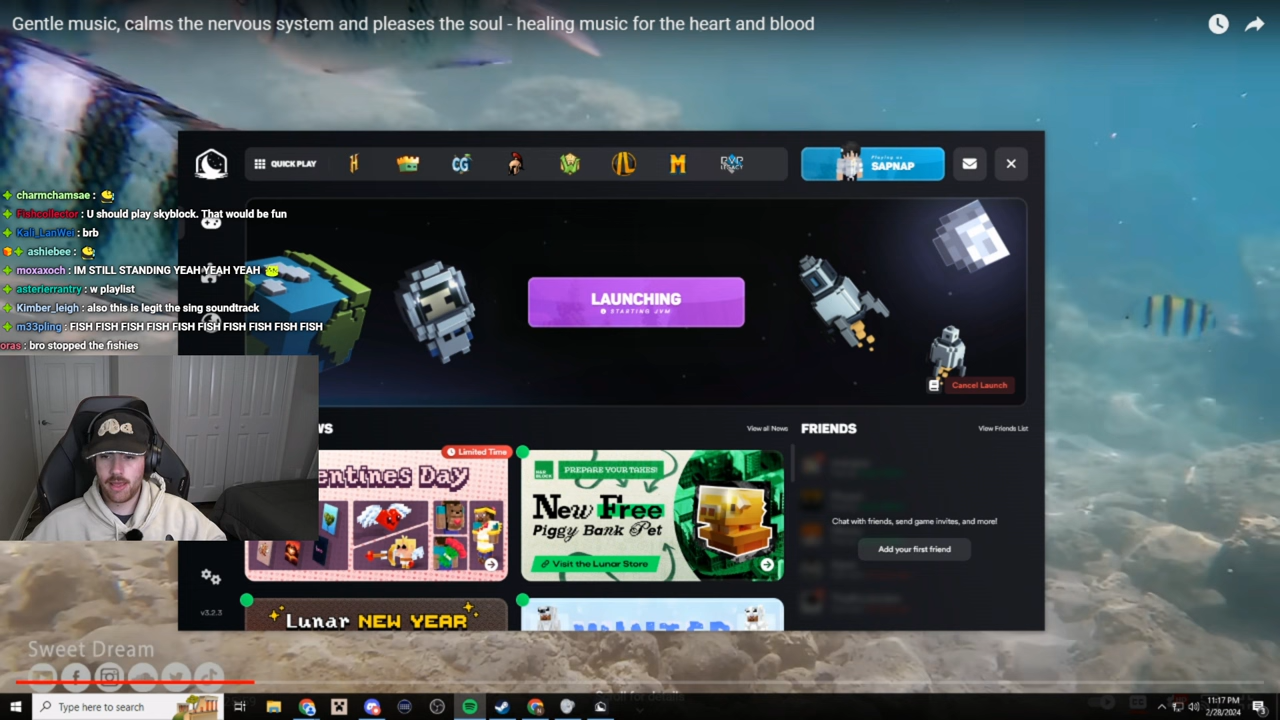 Gentle music, calms the nervous system and pleases the soul - healing music for the heart and blood
QUICK PLAY
CG
Playing as
SAPNAP
charmchamsae :
Fishcollector : U should play skyblock. That would be fun
Kali_LanWei : brb
ashiebee :
moxaxoch : IM STILL STANDING YEAH YEAH YEAH
asterierrantry : w playlist
Kimber_leigh : also this is legit the sing soundtrack
m33pling : FISH FISH FISH FISH FISH FISH FISH FISH FISH FISH
oras : bro stopped the fishies
LAUNCHING
STARTING JVM
Cancel Launch
WS
View all News
FRIENDS
View Friends List
Limited Time
entines Day
PREPARE YOUR TAXES!
New Free
Piggy Bank Pet
Visit the Lunar Store
Chat with friends, send game invites, and more!
Add your first friend
v3.2.3
Lunar NEW YEAR
WINTER
Sweet Dream
Scroll for details
Type here to search
11:17 PM
2/28/2024